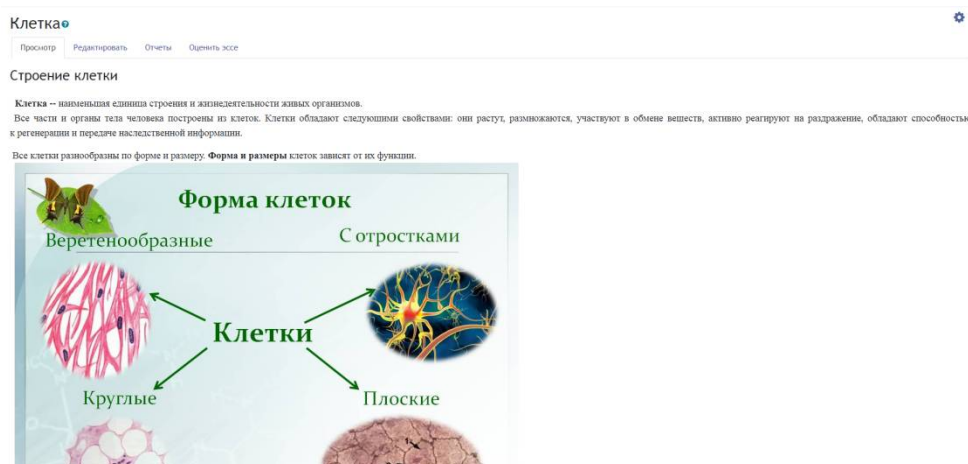 Клетка
Просмотр Редактировать Отчеты Оценить эссе
Строение клетки
Клетка -- наименьшая единица строения и жизнедеятельности живых организмов.
Все части и органы тела человека построены из клеток. Клетки обладают следующими свойствами: они растут, размножаются, участвуют в обмене веществ, активно реагируют на раздражение, обладают способностью
к регенерации и передаче наследственной информации.
Все клетки разнообразны по форме и размеру. Форма и размеры клеток зависят от их функции.
Форма клеток
Веретенообразные
С отростками
Клетки
Круглые
Плоские